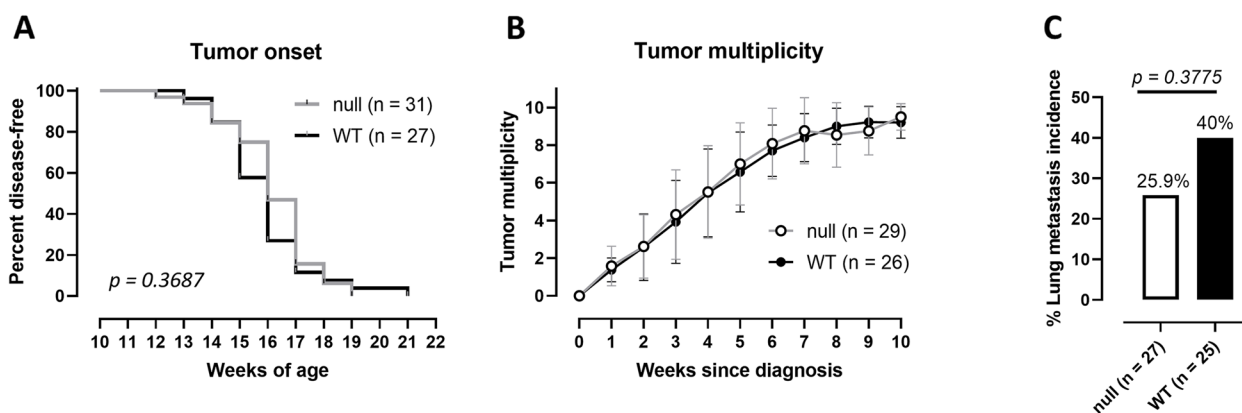 A
Tumor onset
Percent disease-free
100
80
60
40
20
0
null (n = 31)
WT (n = 27)
p = 0.3687
10 11 12 13 14 15 16 17 18 19 20 21 22
Weeks of age
B
Tumor multiplicity
Tumor multiplicity
10
8
6
4
2
0
null (n = 29)
WT (n = 26)
0 1 2 3 4 5 6 7 8 9 10
Weeks since diagnosis
C
p = 0.3775
% Lung metastasis incidence
50
40
30
20
10
0
25.9%
40%
null (n = 27)
WT (n = 25)